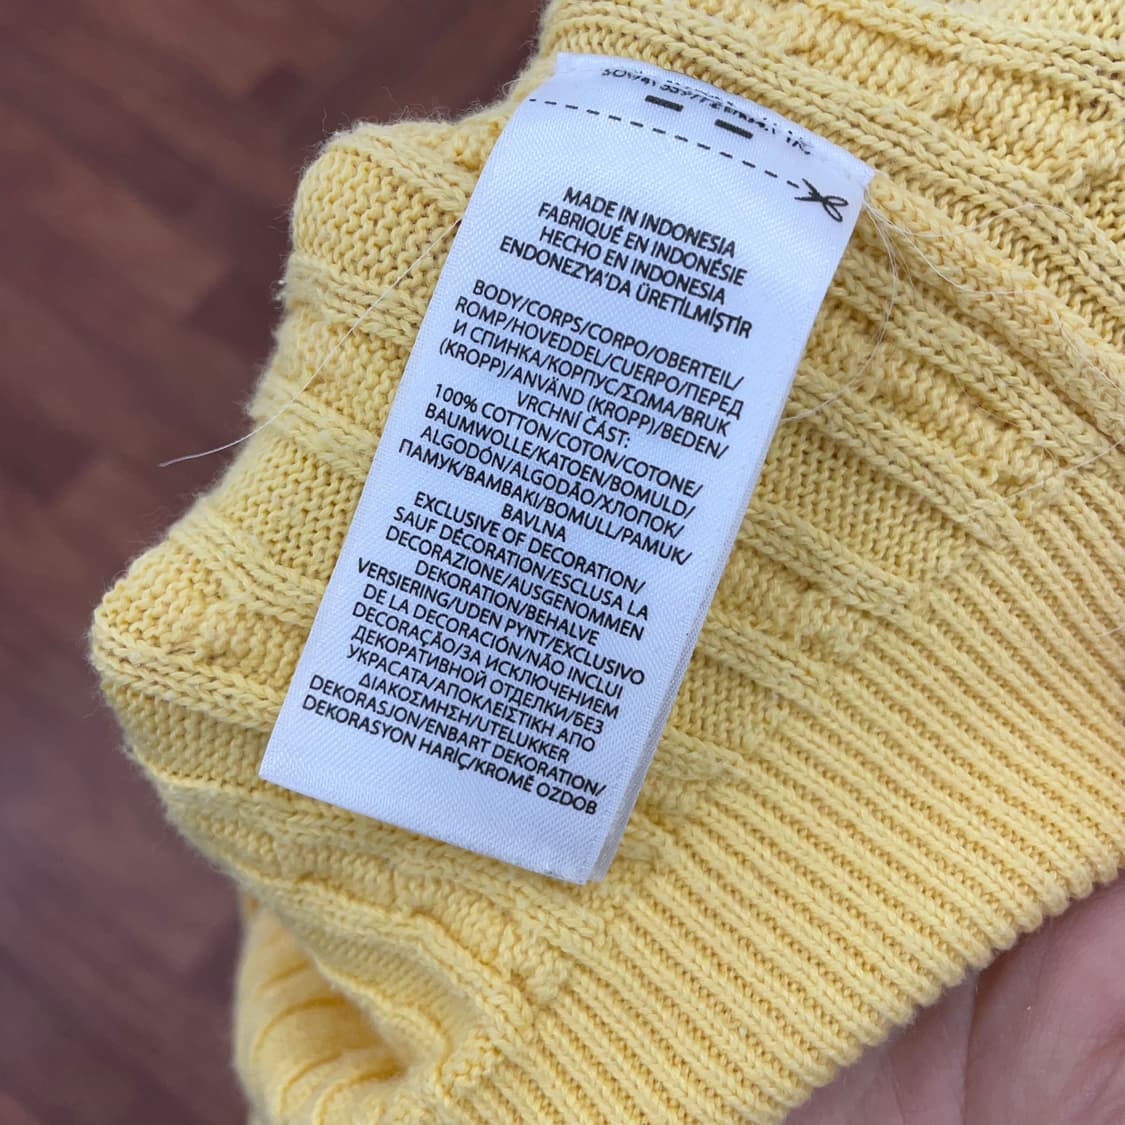 MADE IN INDONESIA
FABRIQUÉ EN INDONÉSIE
HECHO EN INDONESIA
ENDONEZYA'DA ÜRETİLMİŞTİR
BODY/CORPS/CORPO/OBERTEIL/
ROMP/HOVEDDEL/CUERPO/ПЕРЕД
И СПИНКА/КОРПУС/ΣΩΜΑ/BRUK
(KROPP)/ANVÄND (KROPP)/BEDEN/
VRCHNÍ ČÁST:
100% COTTON/COTON/COTONE/
BAUMWOLLE/KATOEN/BOMULD/
ALGODÓN/ALGODÃO/ХЛОПОК/
ПАМУК/BAMBAKI/BOMULL/PAMUK/
BAVLNA
EXCLUSIVE OF DECORATION/
SAUF DÉCORATION/ESCLUSA LA
DECORAZIONE/AUSGENOMMEN
DEKORATION/BEHALVE
VERSIERING/UDEN PYNT/EXCLUSIVO
DE LA DECORACIÓN/NÃO INCLUI
DECORAÇÃO/ЗА ИСКЛЮЧЕНИЕМ
ДЕКОРАТИВНОЙ ОТДЕЛКИ/БЕЗ
УКРАСАТА/ΑΠΟΚΛΕΙΣΤΙΚΗ ΑΠΟ
ΔΙΑΚΟΣΜΗΣΗ/UTELUKKER
DEKORASJON/ENBART DEKORATION/
DEKORASYON HARİÇ/KROMĚ OZDOB